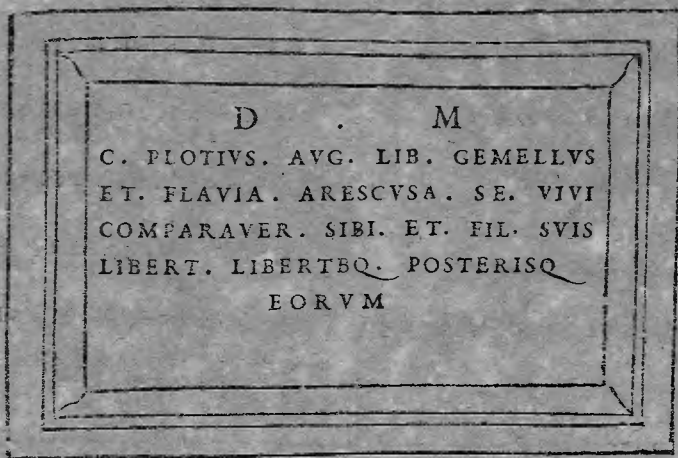 D . M
C. PLOTIVS. AVG. LIB. GEMELLVS
ET. FLAVIA. ARESCVSA. SE. VIVI
COMPARAVER. SIBI. ET. FIL. SVIS
LIBERT. LIBERTBQ. POSTERISQ
EORVM